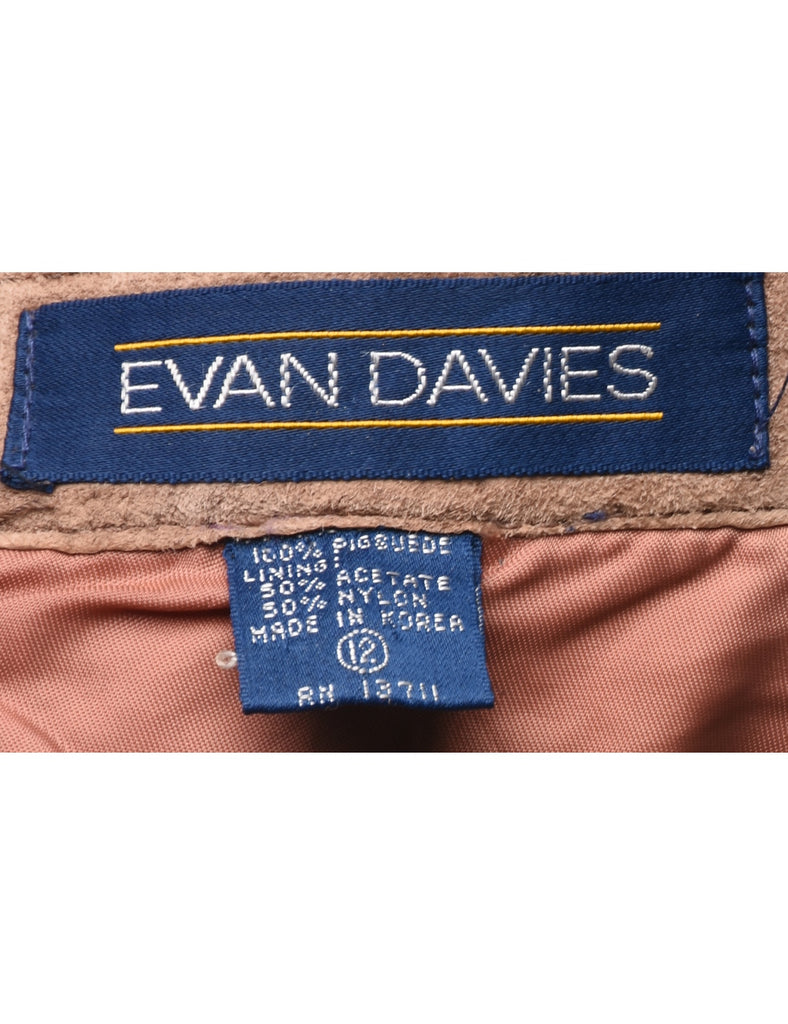 EVAN DAVIES
100% PIGSUEDE
LINING:
50% ACETATE
50% NYLON
MADE IN KOREA
12
RN 13711